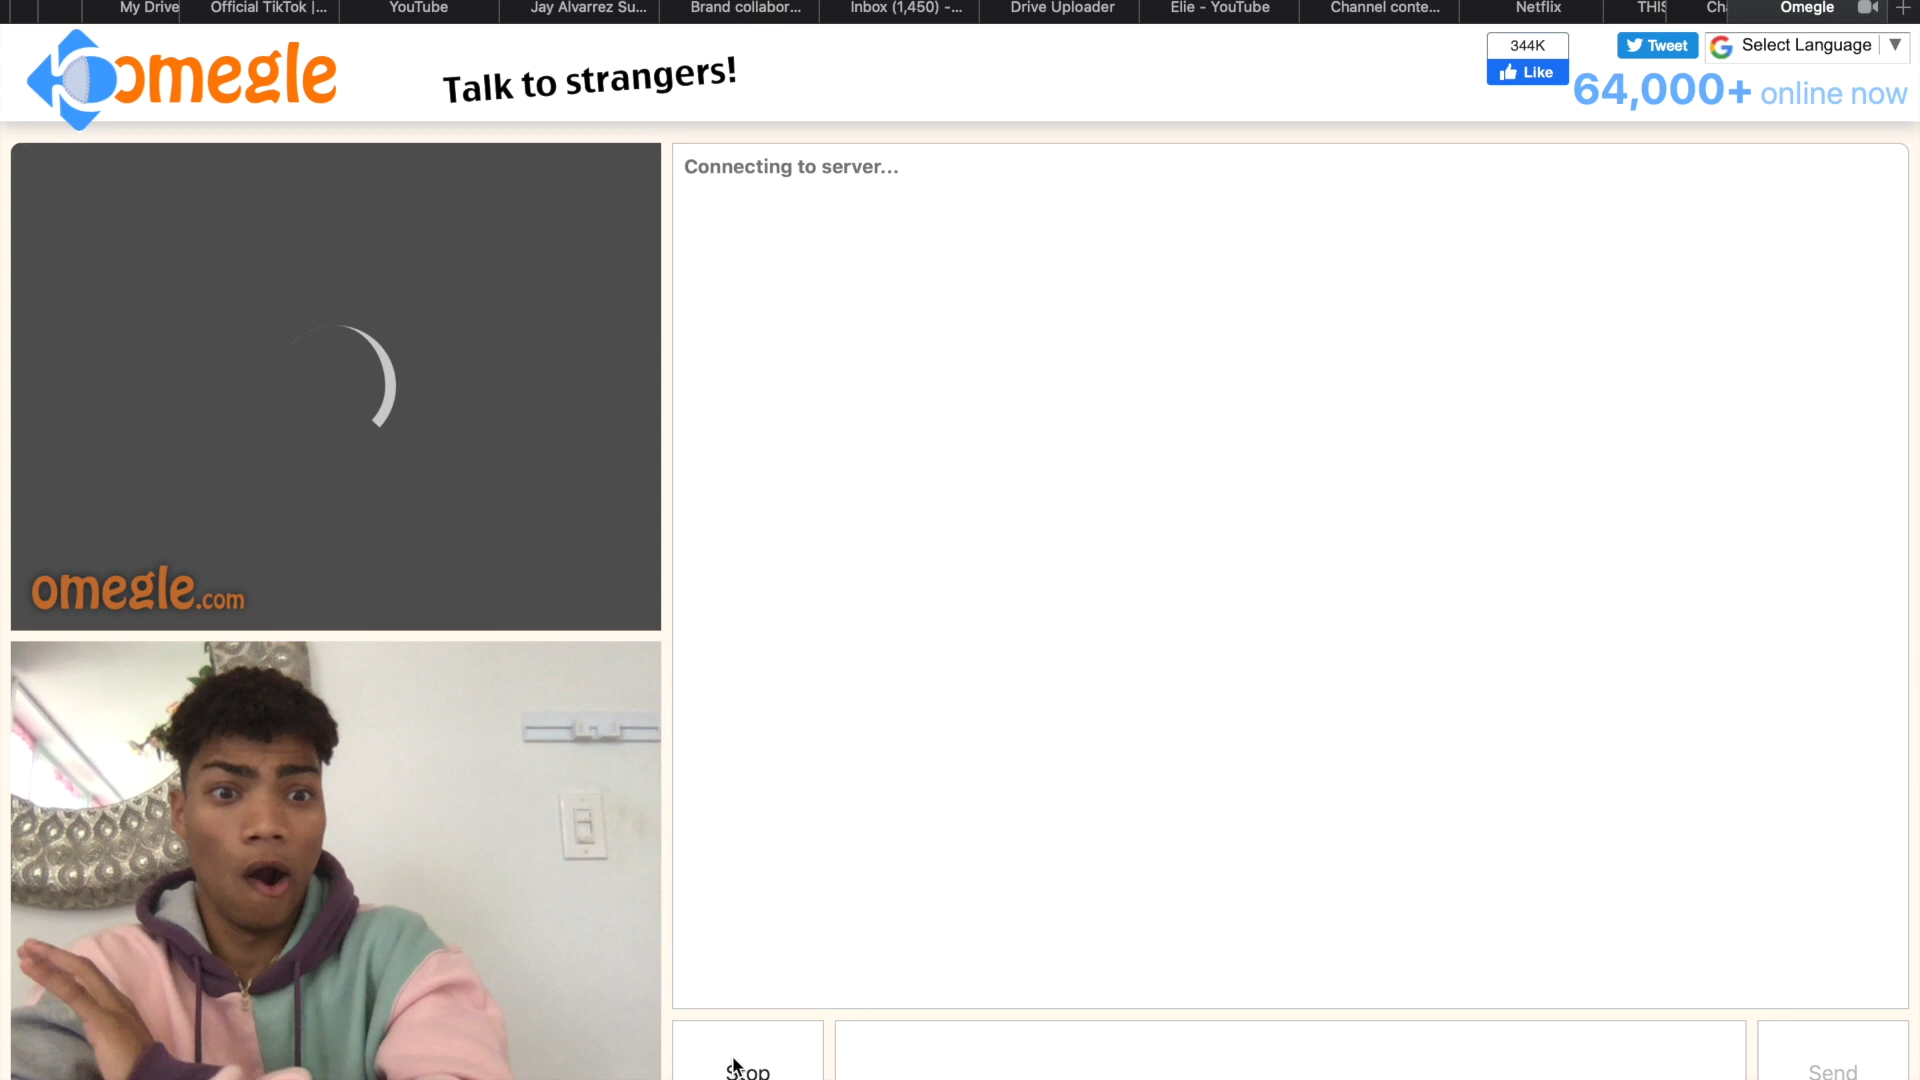 My Drive
Official TikTok |...
YouTube
Jay Alvarrez Su...
Brand collabor...
Inbox (1,450) -...
Drive Uploader
Elie - YouTube
Channel conte...
Netflix
THIS
Ch
Omegle
omegle
Talk to strangers!
344K
Like
Tweet
Select Language
64,000+ online now
Connecting to server...
omegle.com
Stop
Send